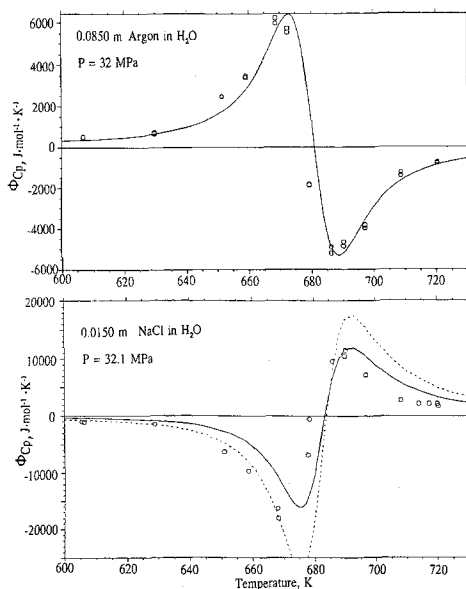 6000
4000
2000
0
-2000
-4000
-6000
ΦCp, J·mol⁻¹·K⁻¹
0.0850 m Argon in H₂O
P = 32 MPa
600 620 640 660 680 700 720
20000
10000
0
-10000
-20000
ΦCp, J·mol⁻¹·K⁻¹
0.0150 m NaCl in H₂O
P = 32.1 MPa
600 620 640 660 680 700 720
Temperature, K